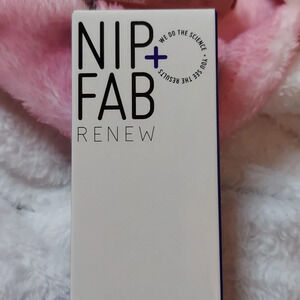 NIP+
FAB
RENEW
WE DO THE SCIENCE • YOU SEE THE RESULTS